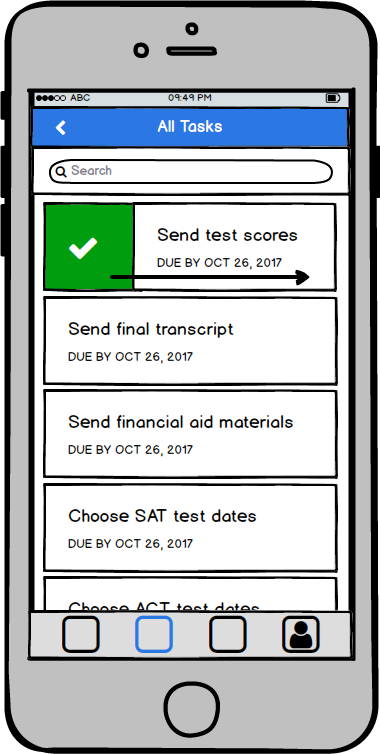 ABC 09:49 PM
All Tasks
Search
Send test scores
DUE BY OCT 26, 2017
Send final transcript
DUE BY OCT 26, 2017
Send financial aid materials
DUE BY OCT 26, 2017
Choose SAT test dates
DUE BY OCT 26, 2017
Choose ACT test dates